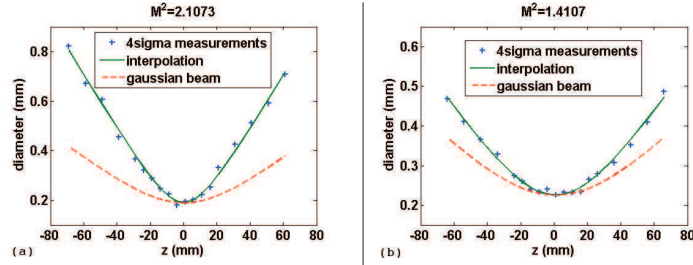 M²=2.1073
0.8
0.6
0.4
0.2
diameter (mm)
4sigma measurements
interpolation
gaussian beam
-80 -60 -40 -20 0 20 40 60 80
z (mm)
(a)
M²=1.4107
0.6
0.5
0.4
0.3
0.2
diameter (mm)
4sigma measurements
interpolation
gaussian beam
-80 -60 -40 -20 0 20 40 60 80
z (mm)
(b)